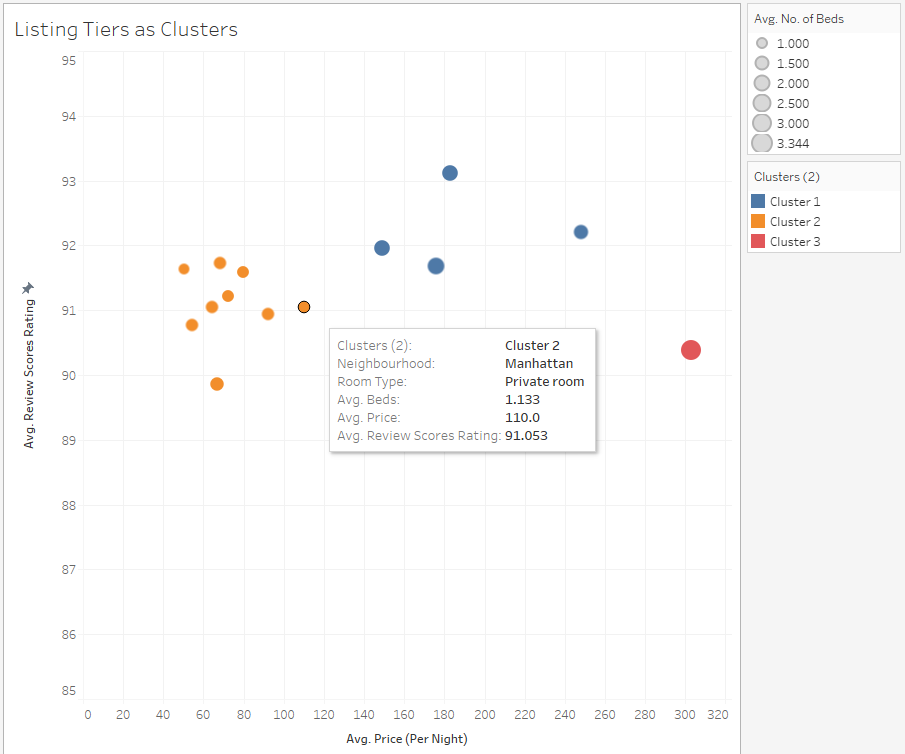 Listing Tiers as Clusters
95
94
93
92
91
90
89
88
87
86
85
Avg. Review Scores Rating
0 20 40 60 80 100 120 140 160 180 200 220 240 260 280 300 320
Avg. Price (Per Night)
Clusters (2): Cluster 2
Neighbourhood: Manhattan
Room Type: Private room
Avg. Beds: 1.133
Avg. Price: 110.0
Avg. Review Scores Rating: 91.053
Avg. No. of Beds
1.000
1.500
2.000
2.500
3.000
3.344
Clusters (2)
Cluster 1
Cluster 2
Cluster 3